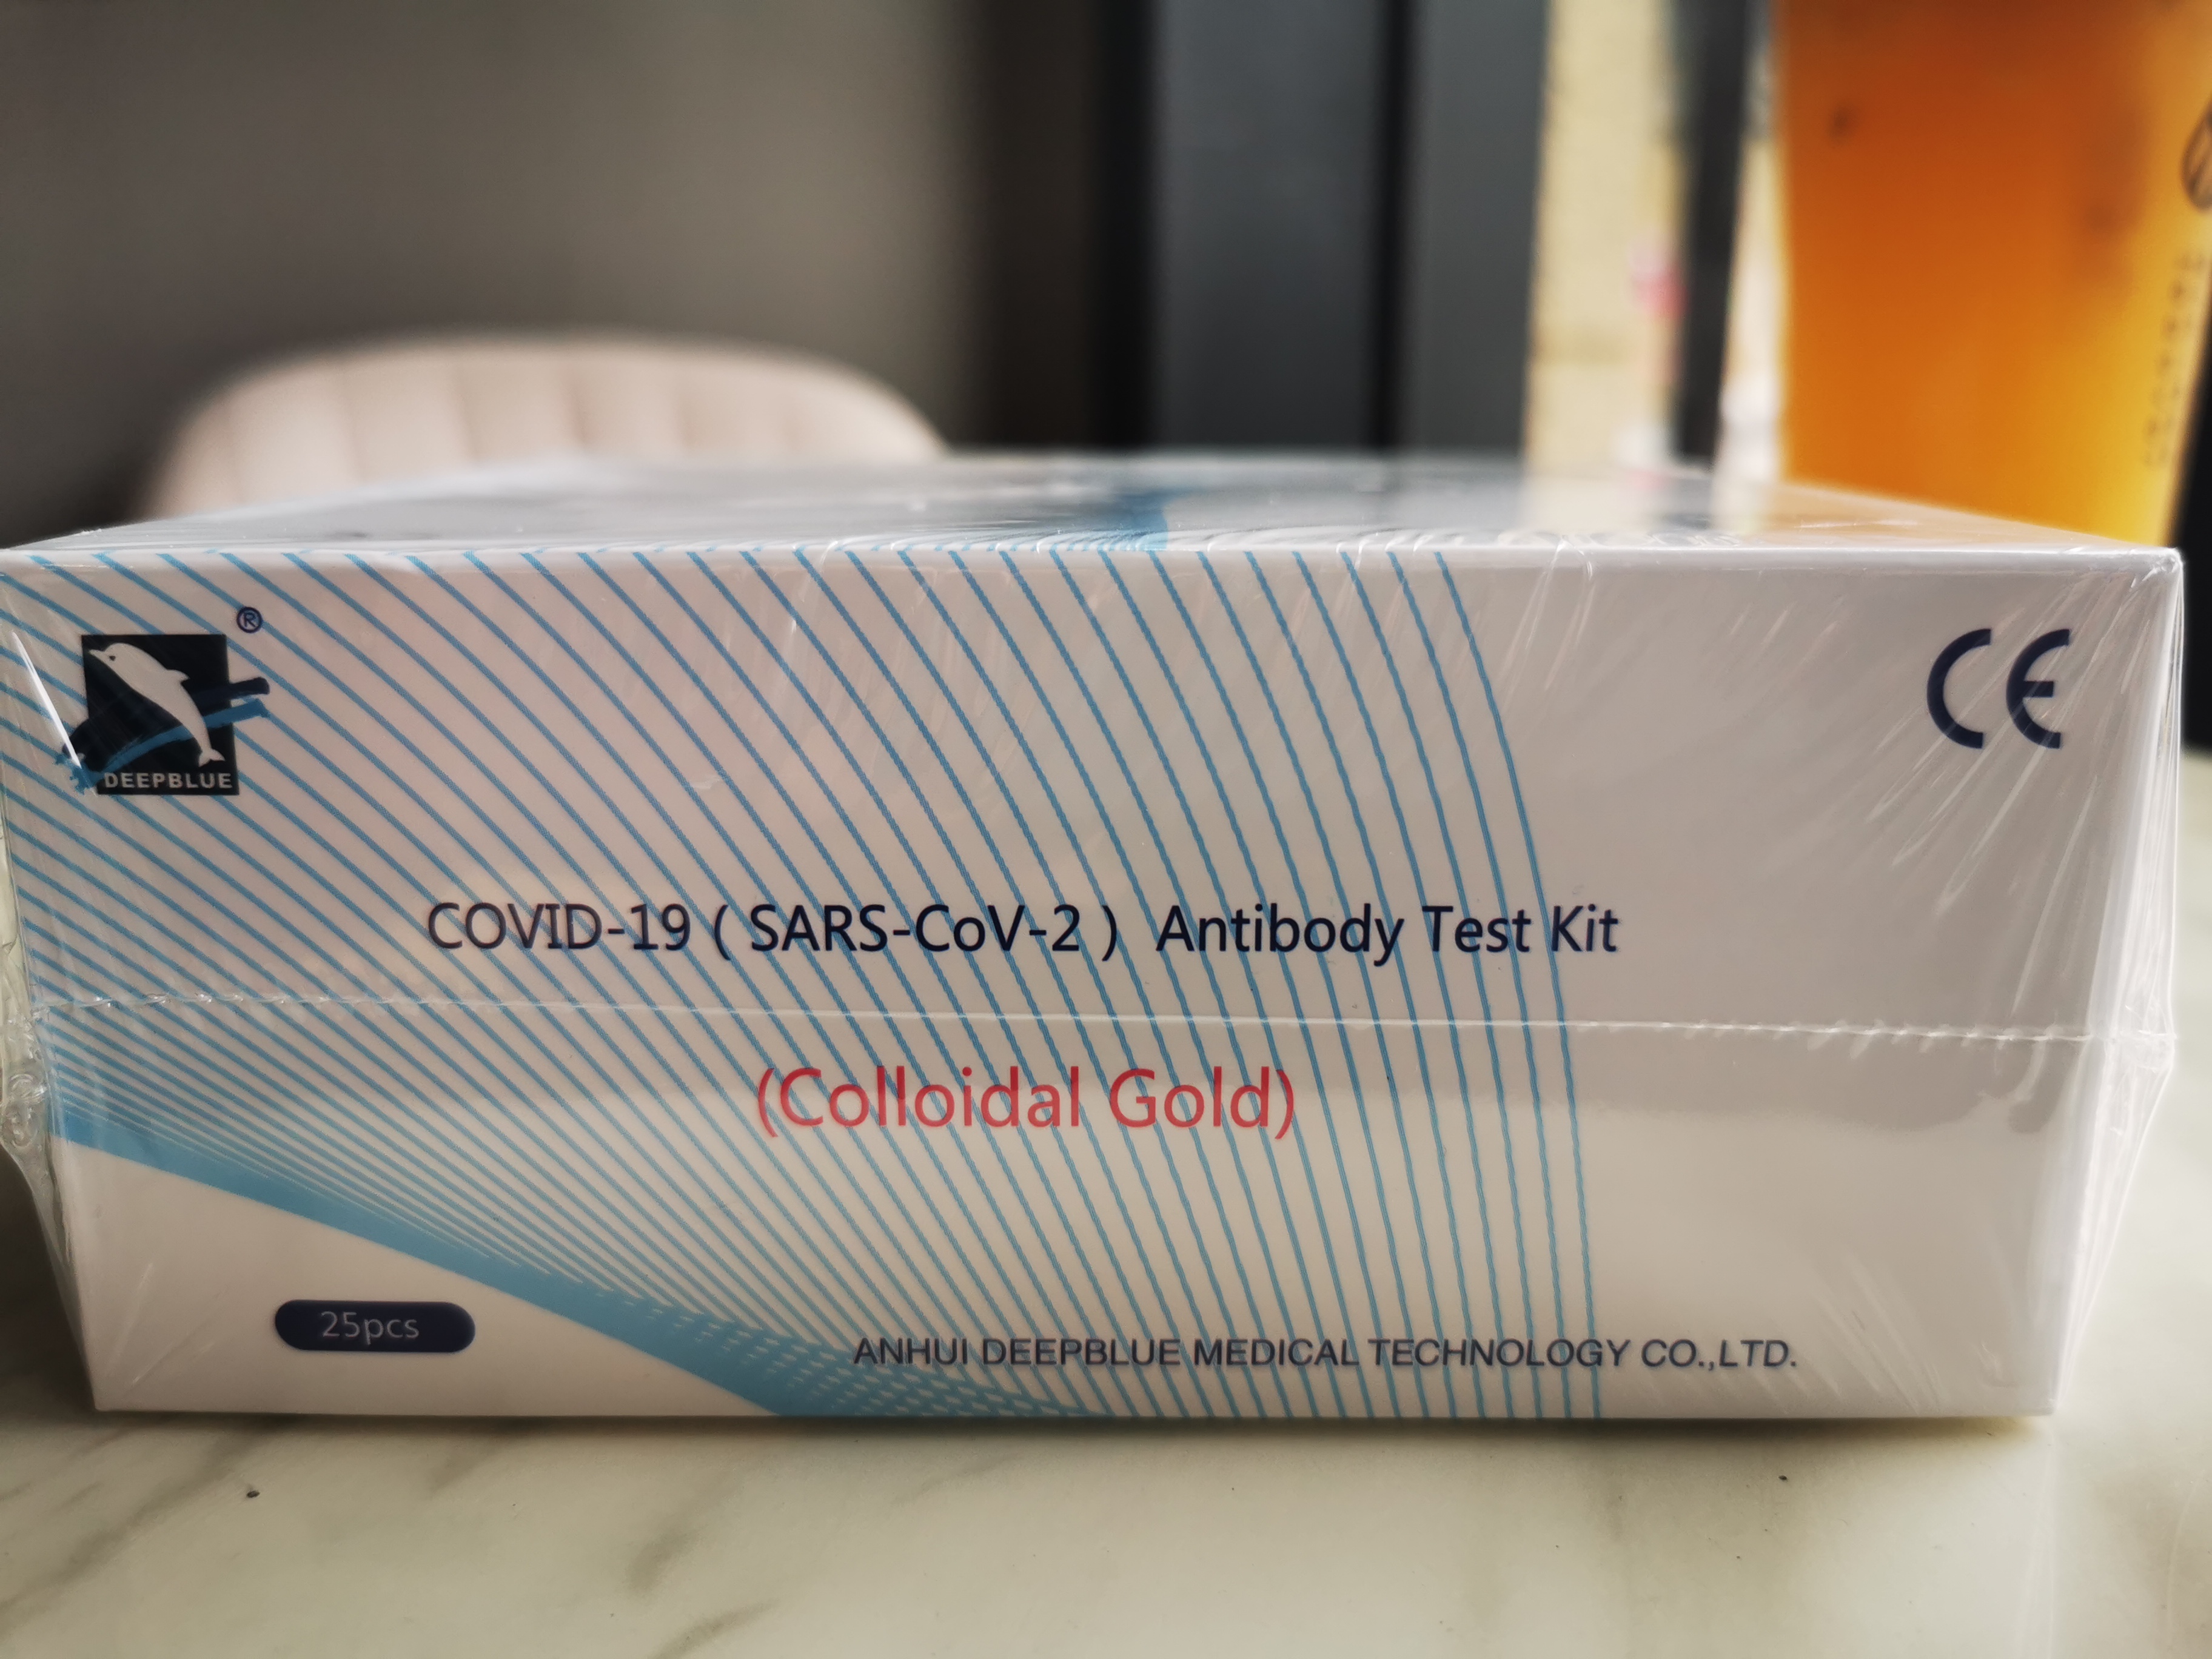 ®
DEEPBLUE
CE
COVID-19 ( SARS-CoV-2 ) Antibody Test Kit
(Colloidal Gold)
25pcs
ANHUI DEEPBLUE MEDICAL TECHNOLOGY CO.,LTD.